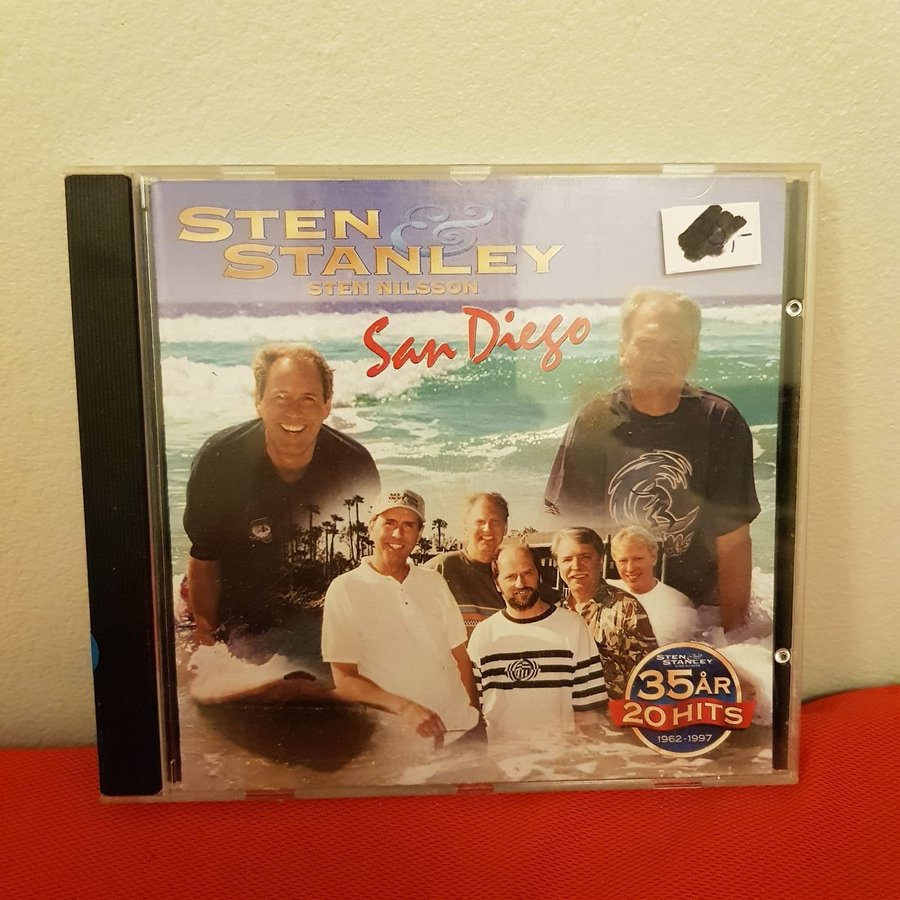 STEN &
STANLEY
STEN NILSSON
San Diego
STEN &
STANLEY
35 ÅR
20 HITS
1962-1997